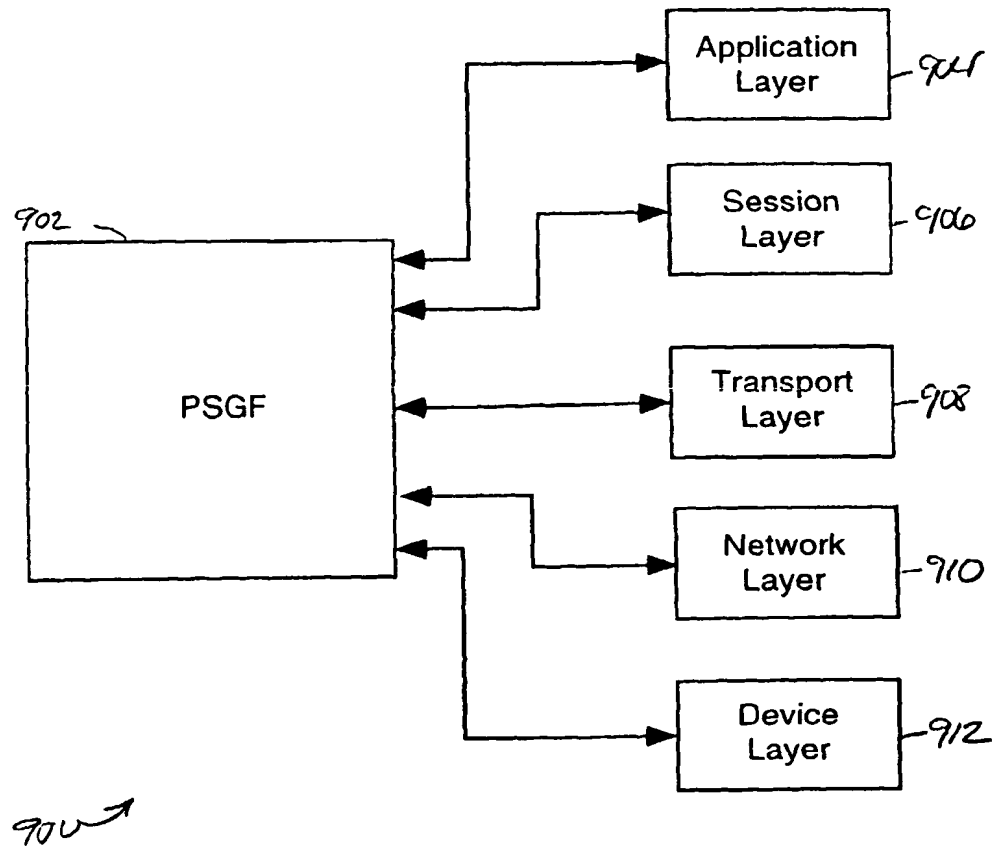 Application
Layer
904
Session
Layer
906
902
PSGF
Transport
Layer
908
Network
Layer
910
Device
Layer
912
900